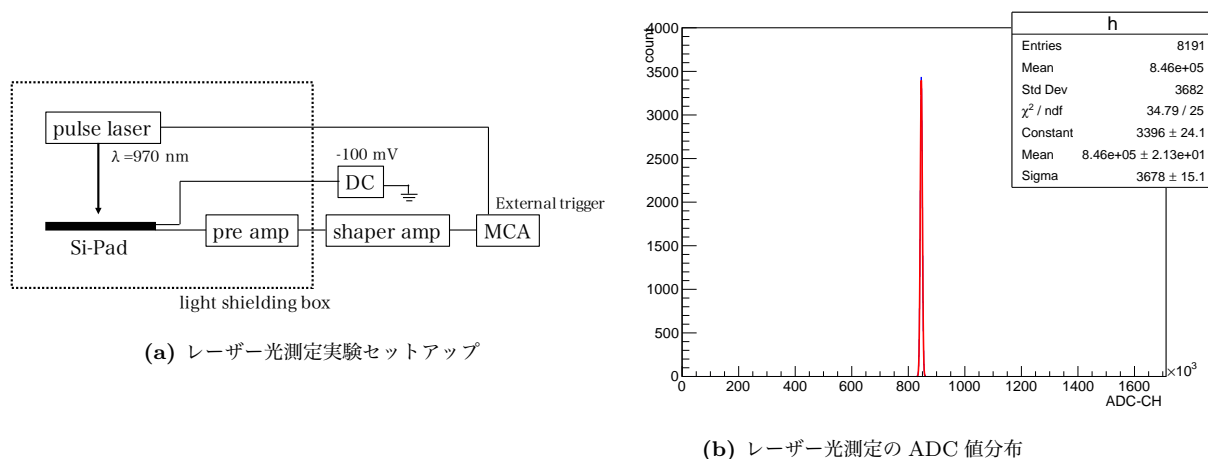 pulse laser
λ =970 nm
-100 mV
DC
External trigger
pre amp
shaper amp
MCA
Si-Pad
light shielding box
(a) レーザー光測定実験セットアップ
h
Entries 8191
Mean 8.46e+05
Std Dev 3682
χ² / ndf 34.79 / 25
Constant 3396 ± 24.1
Mean 8.46e+05 ± 2.13e+01
Sigma 3678 ± 15.1
count
4000
3500
3000
2500
2000
1500
1000
500
0
0 200 400 600 800 1000 1200 1400 1600
×10³
ADC-CH
(b) レーザー光測定の ADC 値分布